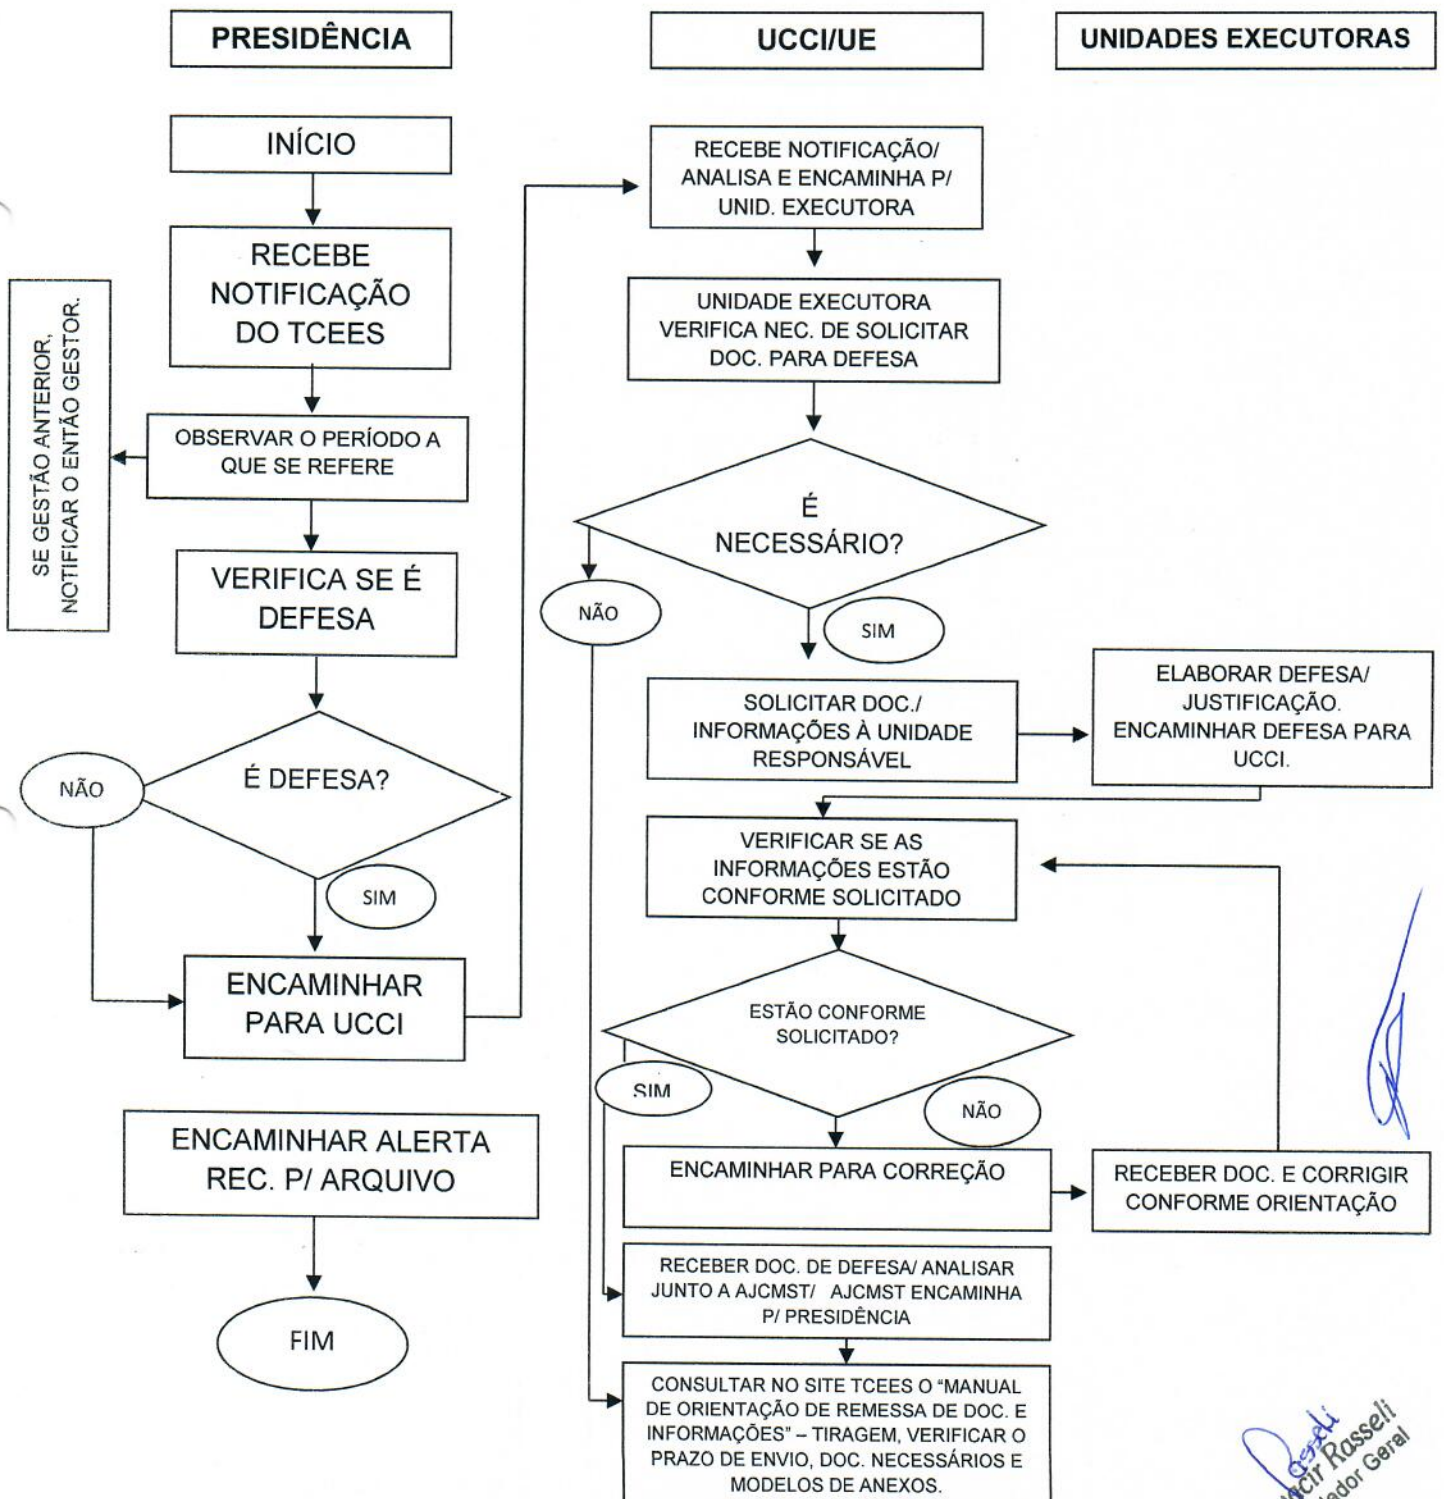 PRESIDÊNCIA
UCCI/UE
UNIDADES EXECUTORAS
INÍCIO
RECEBE
NOTIFICAÇÃO
DO TCEES
SE GESTÃO ANTERIOR,
NOTIFICAR O ENTÃO GESTOR.
OBSERVAR O PERÍODO A
QUE SE REFERE
VERIFICA SE É
DEFESA
É DEFESA?
NÃO
SIM
ENCAMINHAR
PARA UCCI
ENCAMINHAR ALERTA
REC. P/ ARQUIVO
FIM
RECEBE NOTIFICAÇÃO/
ANALISA E ENCAMINHA P/
UNID. EXECUTORA
UNIDADE EXECUTORA
VERIFICA NEC. DE SOLICITAR
DOC. PARA DEFESA
É
NECESSÁRIO?
NÃO
SIM
SOLICITAR DOC./
INFORMAÇÕES À UNIDADE
RESPONSÁVEL
ELABORAR DEFESA/
JUSTIFICAÇÃO.
ENCAMINHAR DEFESA PARA
UCCI.
VERIFICAR SE AS
INFORMAÇÕES ESTÃO
CONFORME SOLICITADO
ESTÃO CONFORME
SOLICITADO?
SIM
NÃO
ENCAMINHAR PARA CORREÇÃO
RECEBER DOC. E CORRIGIR
CONFORME ORIENTAÇÃO
RECEBER DOC. DE DEFESA/ ANALISAR
JUNTO A AJCMST/ AJCMST ENCAMINHA
P/ PRESIDÊNCIA
CONSULTAR NO SITE TCEES O “MANUAL
DE ORIENTAÇÃO DE REMESSA DE DOC. E
INFORMAÇÕES” – TIRAGEM, VERIFICAR O
PRAZO DE ENVIO, DOC. NECESSÁRIOS E
MODELOS DE ANEXOS.
Rasseli
Geral